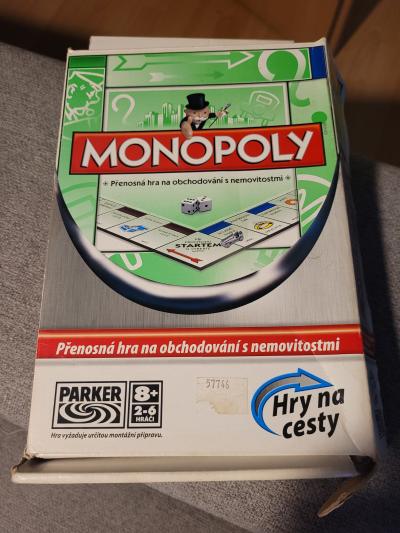 MONOPOLY
Přenosná hra na obchodování s nemovitostmi
STARTEM
Přenosná hra na obchodování s nemovitostmi
PARKER
8+
2-6
HRÁČI
57746
Hry na
cesty
Hra vyžaduje určitou montážní přípravu.